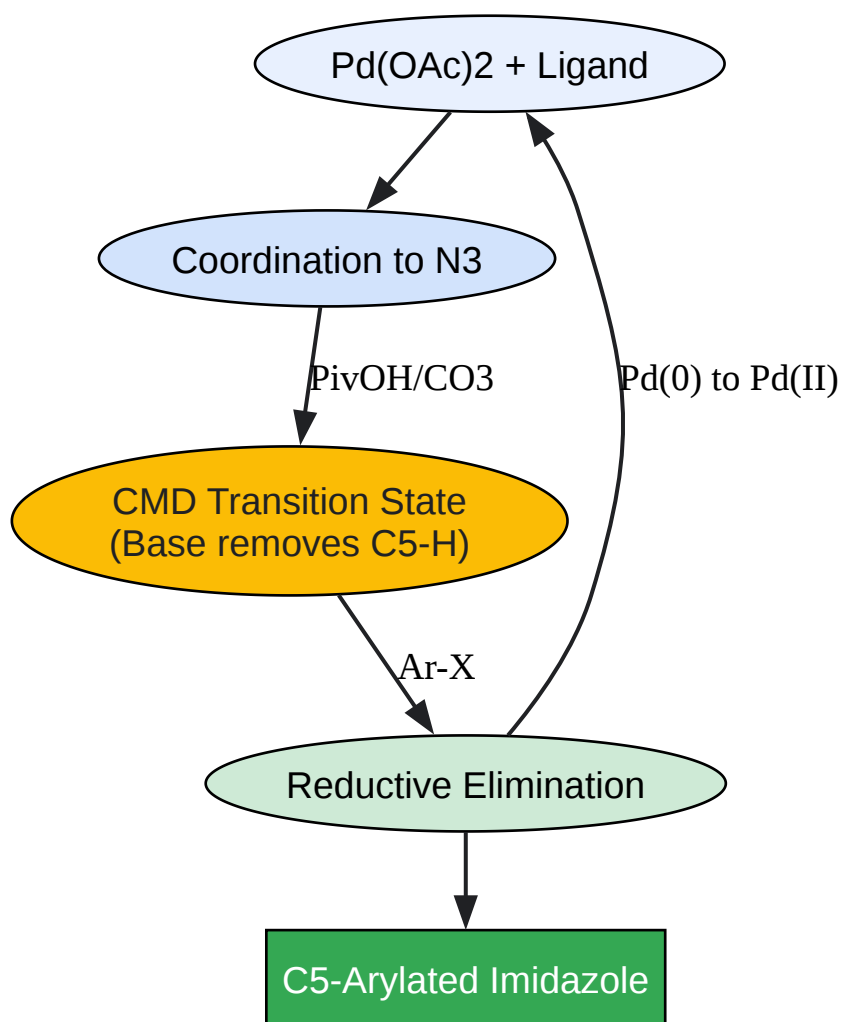 Pd(OAc)2 + Ligand
Coordination to N3
PivOH/CO3
Pd(0) to Pd(II)
CMD Transition State
(Base removes C5-H)
Ar-X
Reductive Elimination
C5-Arylated Imidazole